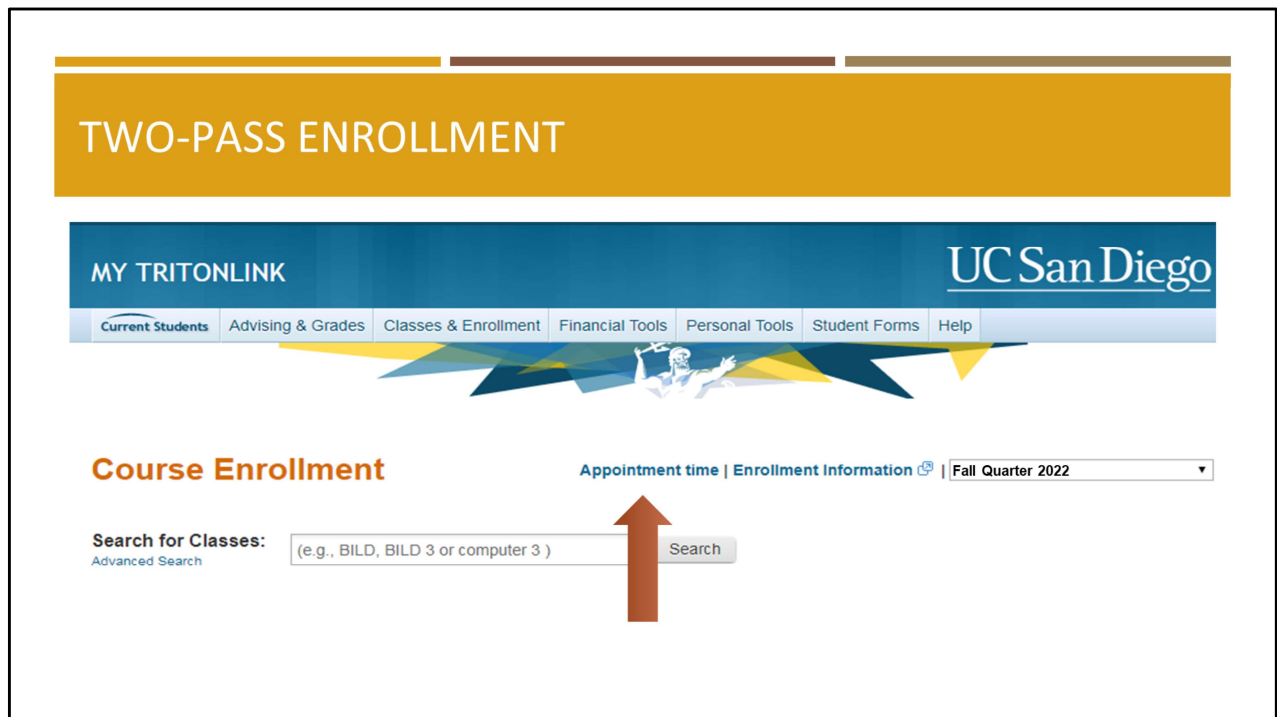 TWO-PASS ENROLLMENT
MY TRITONLINK
UC San Diego
Current Students Advising & Grades Classes & Enrollment Financial Tools Personal Tools Student Forms Help
Course Enrollment
Appointment time | Enrollment Information | Fall Quarter 2022
Search for Classes:
Advanced Search
(e.g., BILD, BILD 3 or computer 3 )
Search